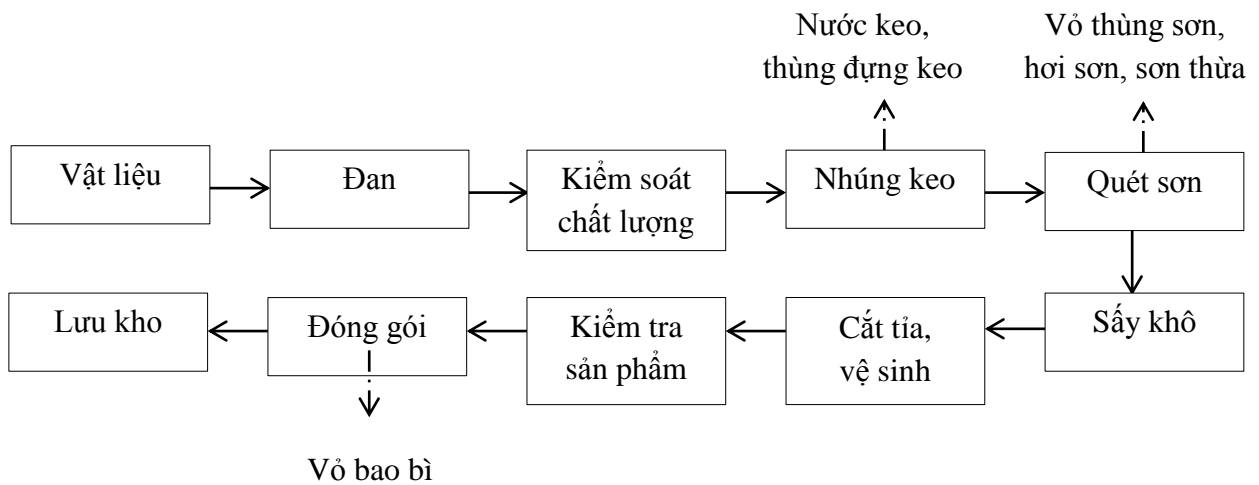 Nước keo,
thùng đựng keo
Vỏ thùng sơn,
hơi sơn, sơn thừa
Vật liệu
Đan
Kiểm soát
chất lượng
Nhúng keo
Quét sơn
Lưu kho
Đóng gói
Kiểm tra
sản phẩm
Cắt tỉa,
vệ sinh
Sấy khô
Vỏ bao bì